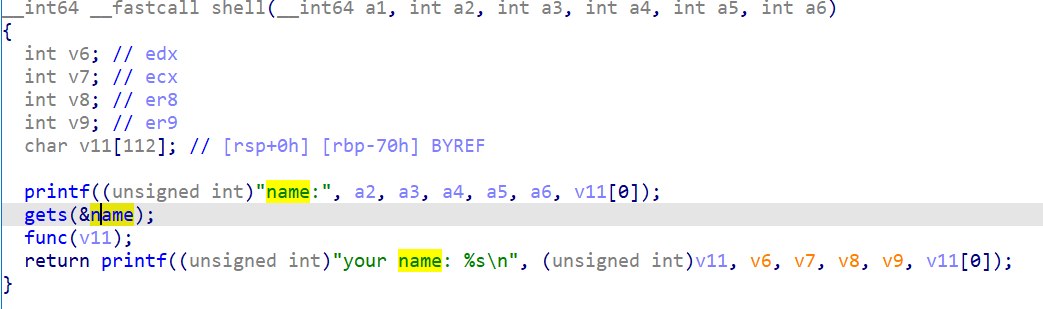 __int64 __fastcall shell(__int64 a1, int a2, int a3, int a4, int a5, int a6)
{
int v6; // edx
int v7; // ecx
int v8; // er8
int v9; // er9
char v11[112]; // [rsp+0h] [rbp-70h] BYREF
printf((unsigned int)"name:", a2, a3, a4, a5, a6, v11[0]);
gets(&name);
func(v11);
return printf((unsigned int)"your name: %s\n", (unsigned int)v11, v6, v7, v8, v9, v11[0]);
}